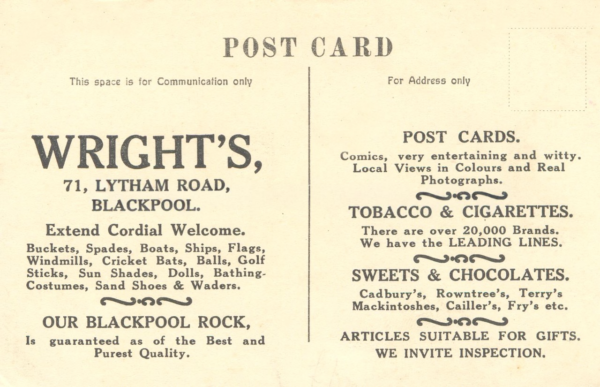 POST CARD
This space is for Communication only
For Address only
WRIGHT'S,
71, LYTHAM ROAD,
BLACKPOOL.
Extend Cordial Welcome.
Buckets, Spades, Boats, Ships, Flags,
Windmills, Cricket Bats, Balls, Golf
Sticks, Sun Shades, Dolls, Bathing-
Costumes, Sand Shoes & Waders.
OUR BLACKPOOL ROCK,
Is guaranteed as of the Best and
Purest Quality.
POST CARDS.
Comics, very entertaining and witty.
Local Views in Colours and Real
Photographs.
TOBACCO & CIGARETTES.
There are over 20,000 Brands.
We have the LEADING LINES.
SWEETS & CHOCOLATES.
Cadbury's, Rowntree's, Terry's
Mackintoshes, Cailler's, Fry's etc.
ARTICLES SUITABLE FOR GIFTS.
WE INVITE INSPECTION.